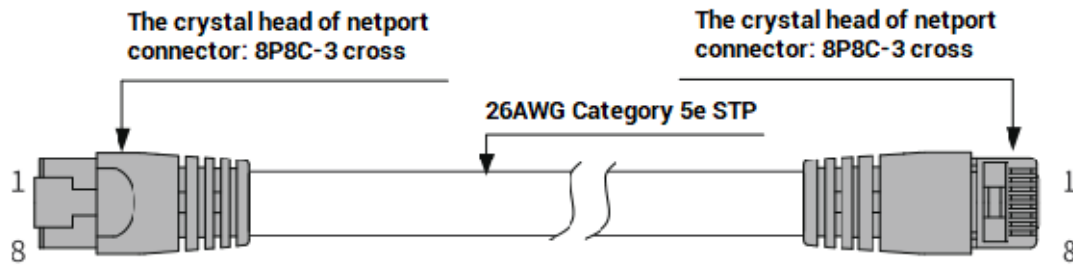 The crystal head of netport
connector: 8P8C-3 cross
The crystal head of netport
connector: 8P8C-3 cross
26AWG Category 5e STP
1
1
8
8